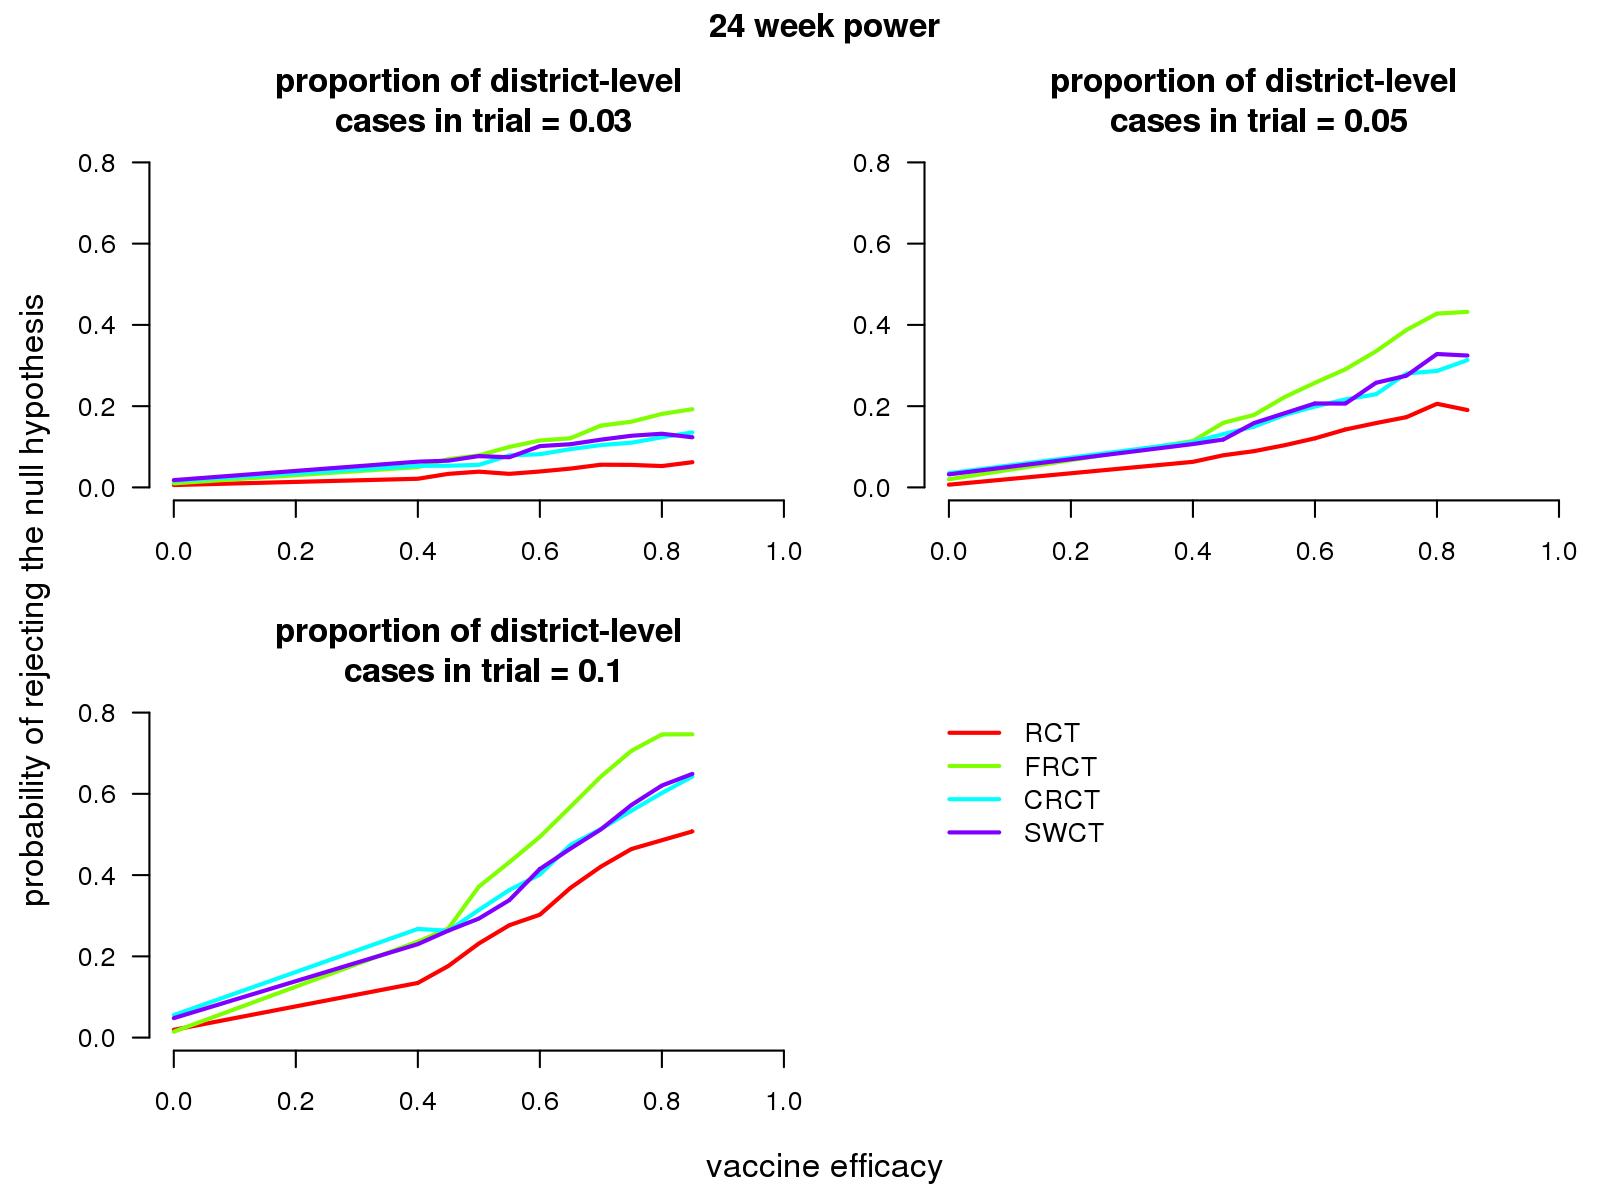 24 week power
proportion of district-level
cases in trial = 0.03
0.8
0.6
0.4
0.2
0.0
0.0 0.2 0.4 0.6 0.8 1.0
proportion of district-level
cases in trial = 0.05
0.8
0.6
0.4
0.2
0.0
0.0 0.2 0.4 0.6 0.8 1.0
probability of rejecting the null hypothesis
proportion of district-level
cases in trial = 0.1
0.8
0.6
0.4
0.2
0.0
0.0 0.2 0.4 0.6 0.8 1.0
RCT
FRCT
CRCT
SWCT
vaccine efficacy